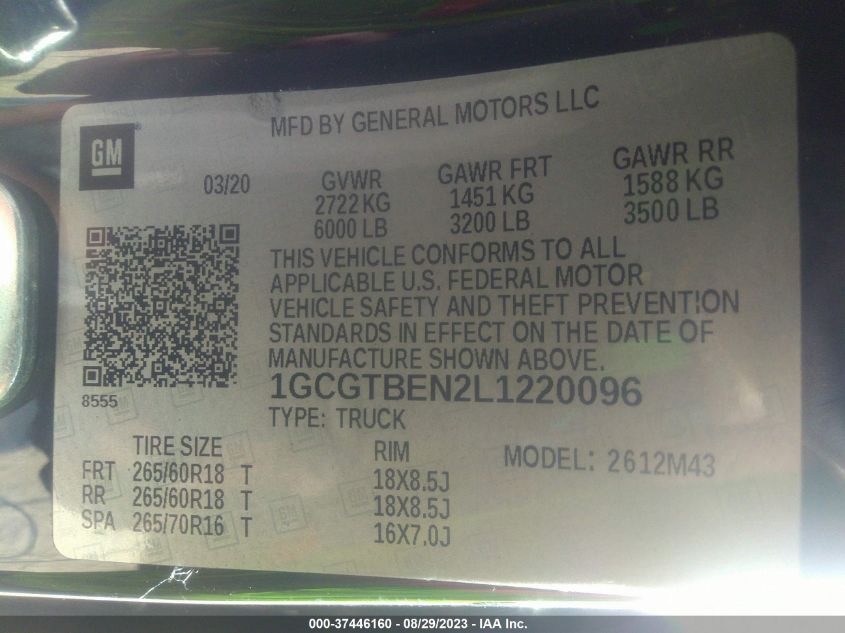 MFD BY GENERAL MOTORS LLC
GM
03/20
GVWR
2722 KG
6000 LB
GAWR FRT
1451 KG
3200 LB
GAWR RR
1588 KG
3500 LB
THIS VEHICLE CONFORMS TO ALL
APPLICABLE U.S. FEDERAL MOTOR
VEHICLE SAFETY AND THEFT PREVENTION
STANDARDS IN EFFECT ON THE DATE OF
MANUFACTURE SHOWN ABOVE.
8555
1GCGTBEN2L1220096
TYPE: TRUCK
TIRE SIZE
RIM
MODEL: 2612M43
FRT 265/60R18 T 18X8.5J
RR 265/60R18 T 18X8.5J
SPA 265/70R16 T 16X7.0J
000-37446160 - 08/29/2023 - IAA Inc.